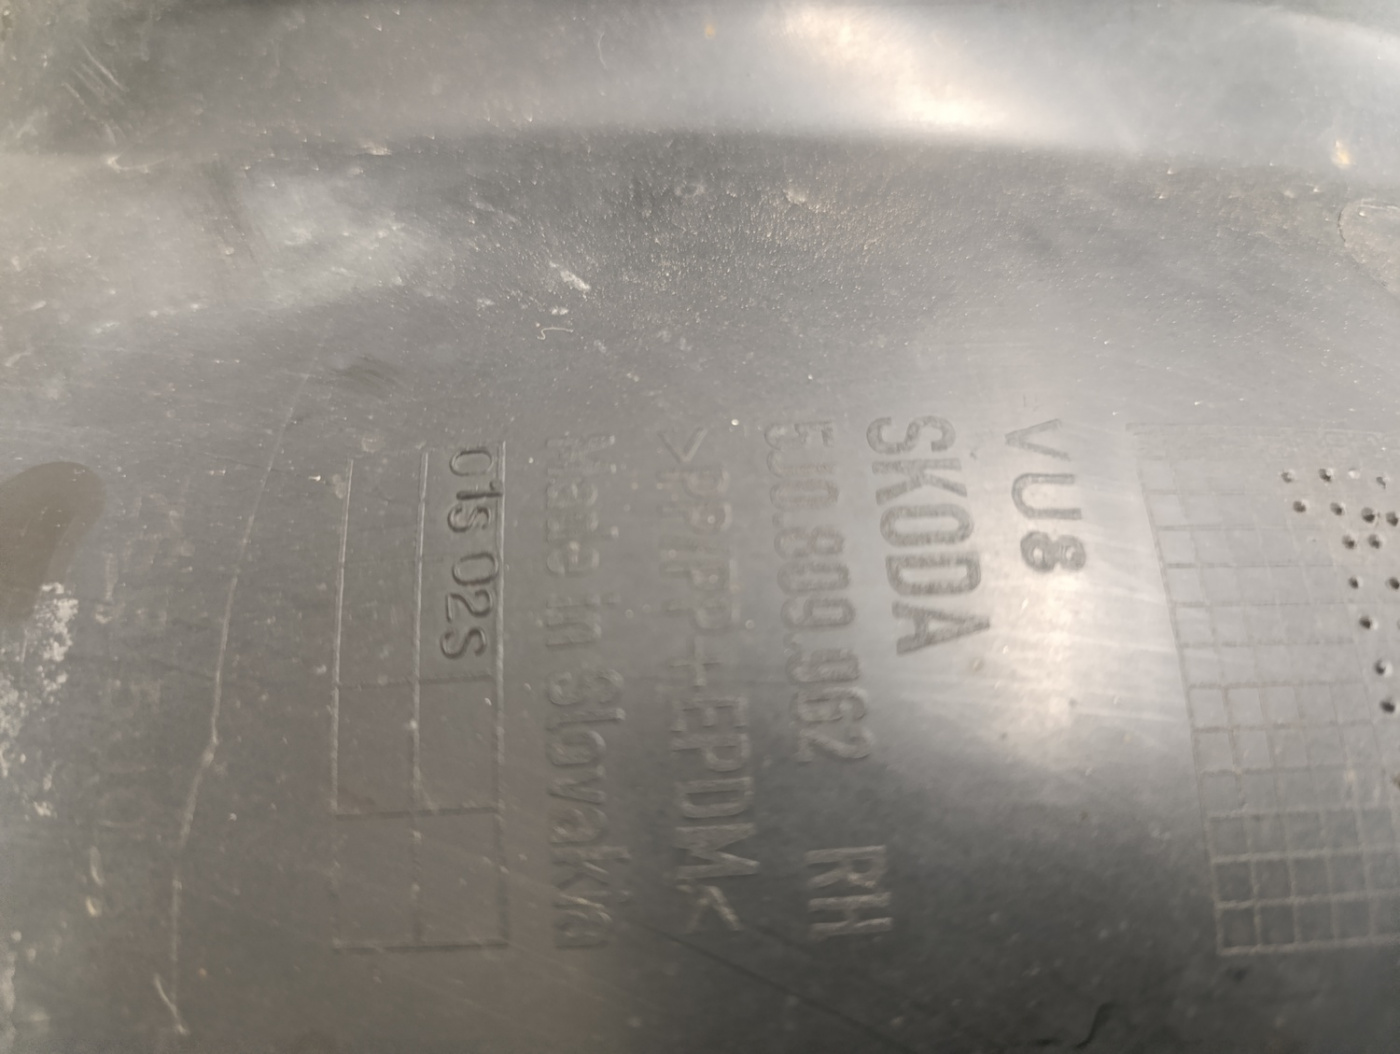 VU8
SKODA
5J0.809.962 RH
>PP/PP+EPDM<
Made in Slovakia
01s 02S